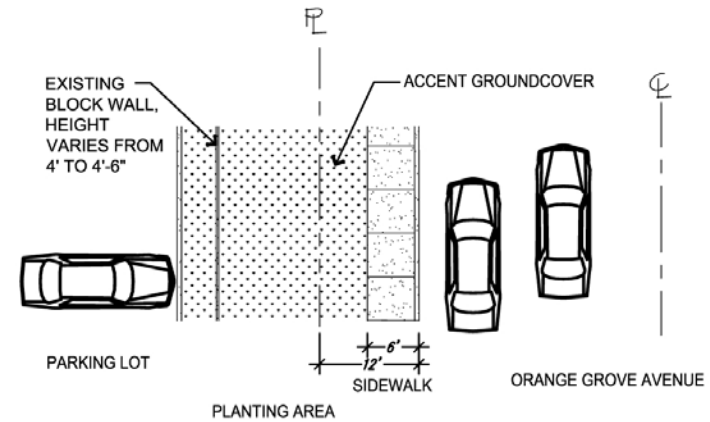 PL
EXISTING
BLOCK WALL,
HEIGHT
VARIES FROM
4' TO 4'-6"
ACCENT GROUNDCOVER
CL
6'
12'
PARKING LOT
SIDEWALK
ORANGE GROVE AVENUE
PLANTING AREA